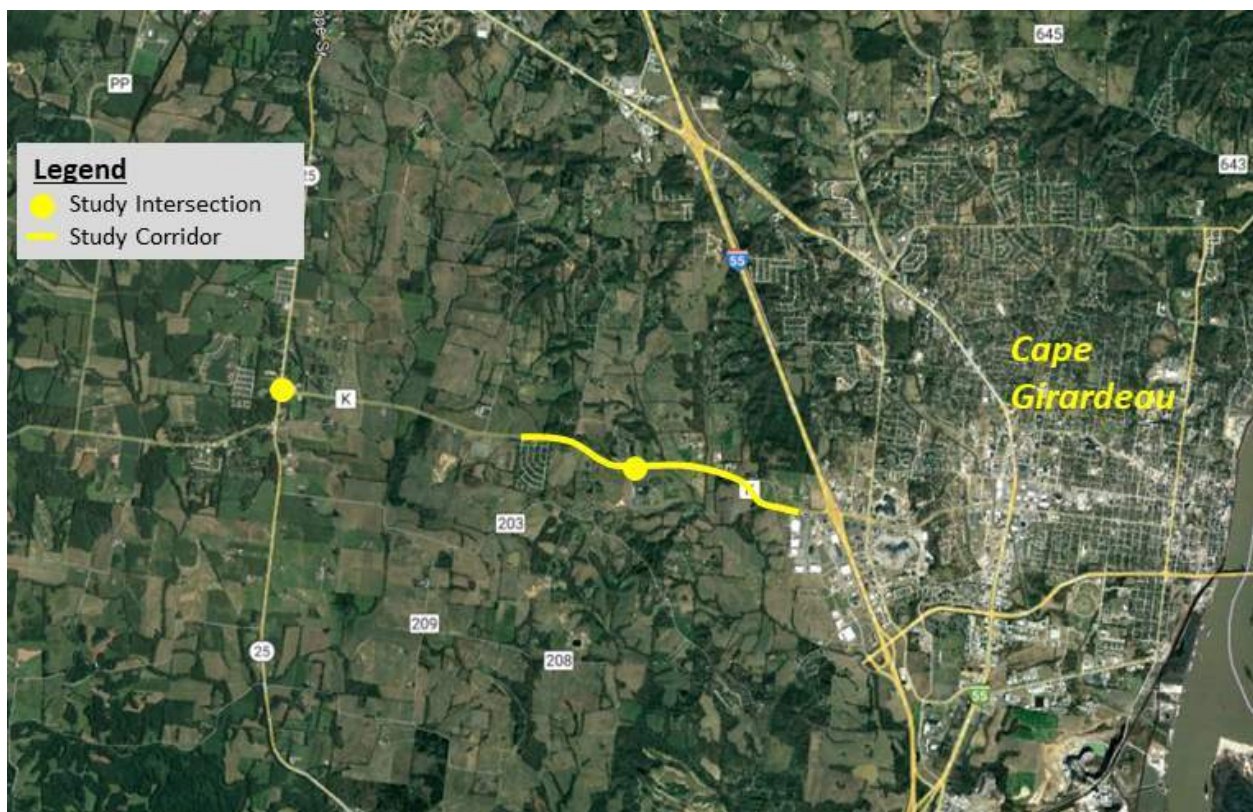 645
PP
643
Legend
25
Study Intersection
Study Corridor
55
Cape
Girardeau
K
203
209
208
25
55